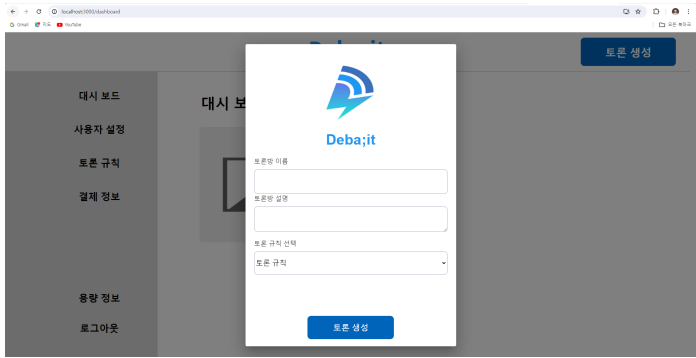 localhost:3000/dashboard
Gmail 지도 YouTube
모든 북마크
Deba;it
토론 생성
대시 보드
사용자 설정
토론 규칙
결제 정보
용량 정보
로그아웃
대시 보
Deba;it
토론방 이름
토론방 설명
토론 규칙 선택
토론 규칙
토론 생성